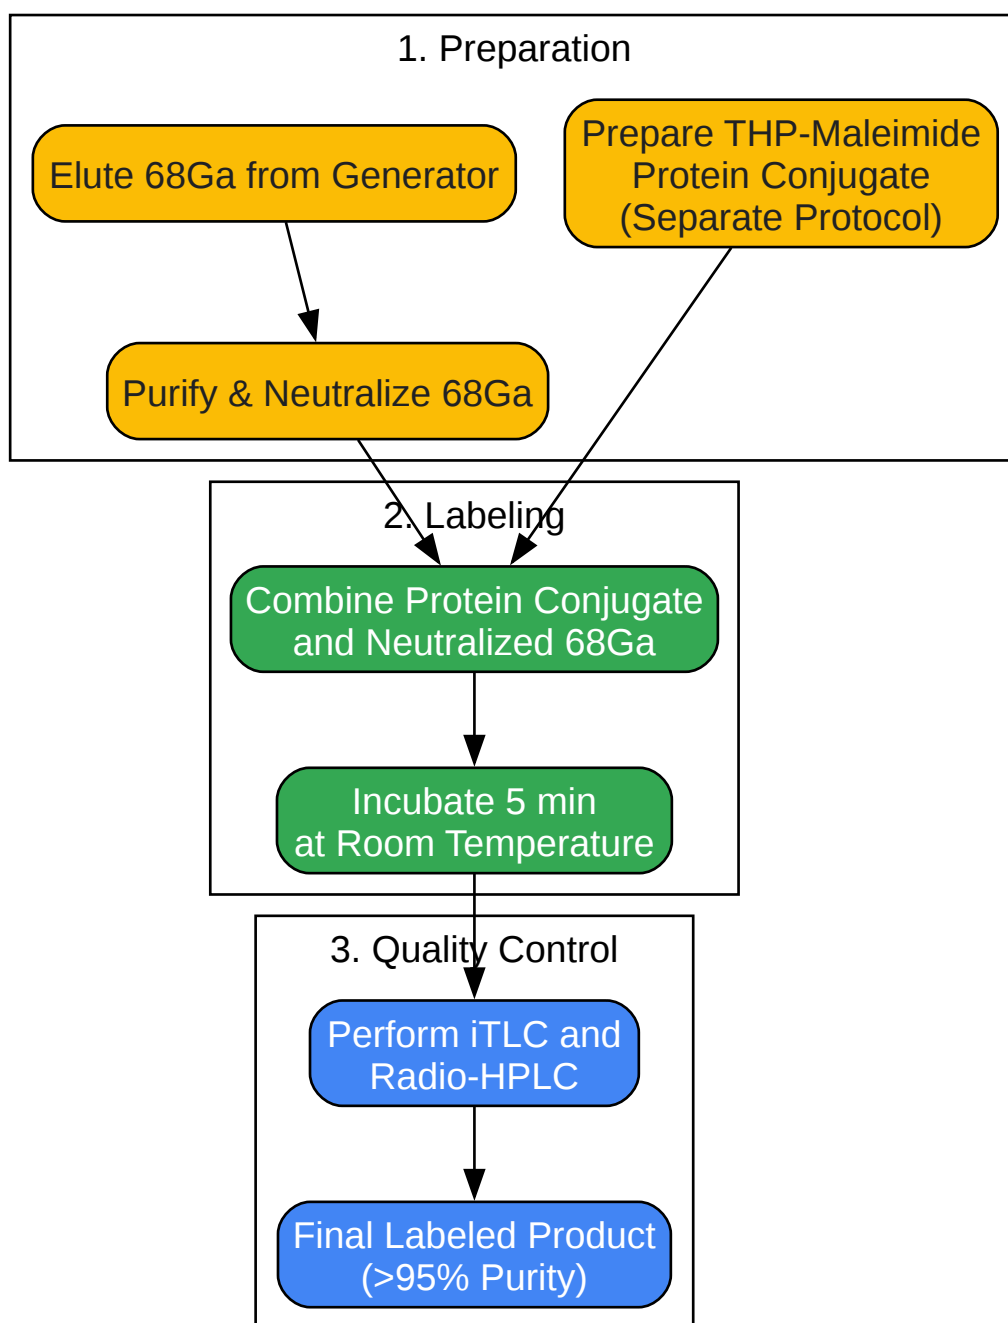 1. Preparation
Elute 68Ga from Generator
Prepare THP-Maleimide
Protein Conjugate
(Separate Protocol)
Purify & Neutralize 68Ga
2. Labeling
Combine Protein Conjugate
and Neutralized 68Ga
Incubate 5 min
at Room Temperature
3. Quality Control
Perform iTLC and
Radio-HPLC
Final Labeled Product
(>95% Purity)